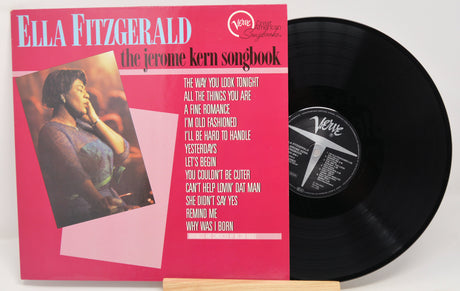 ELLA FITZGERALD
Verve
the jerome kern songbook
THE WAY YOU LOOK TONIGHT
ALL THE THINGS YOU ARE
A FINE ROMANCE
I'M OLD FASHIONED
I'LL BE HARD TO HANDLE
YESTERDAYS
LET'S BEGIN
YOU COULDN'T BE CUTER
CAN'T HELP LOVIN' DAT MAN
SHE DIDN'T SAY YES
REMIND ME
WHY WAS I BORN
Verve